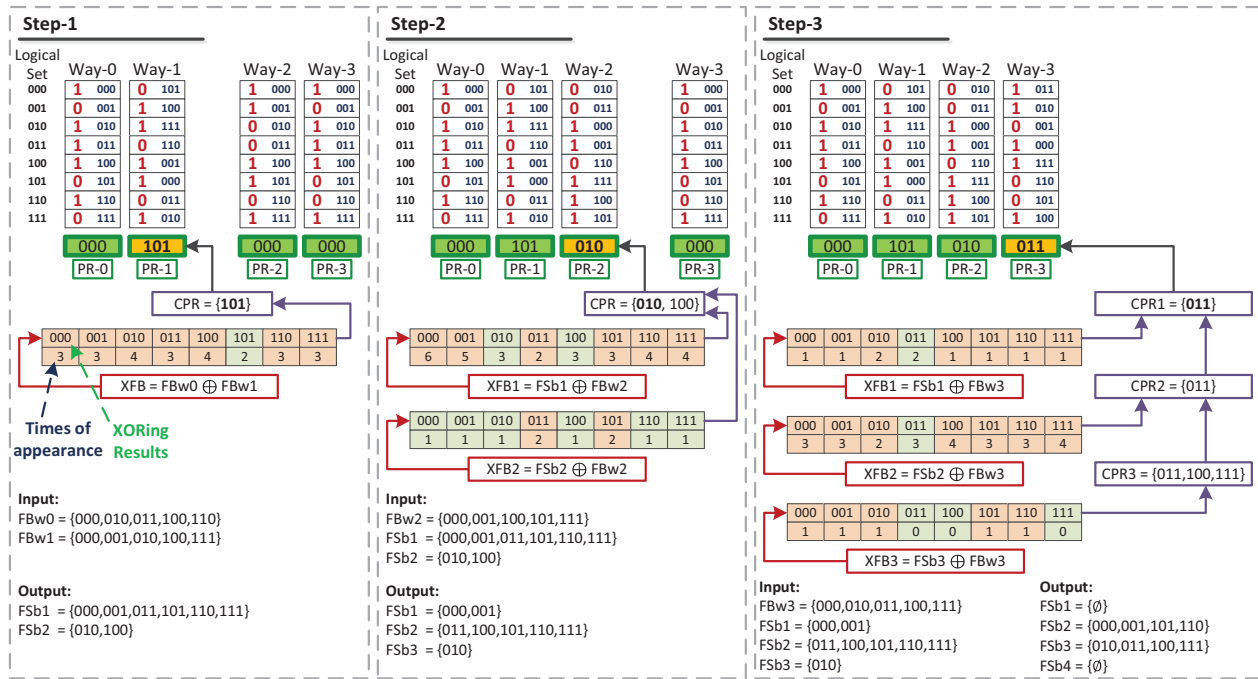 Step-1
Logical
Set
Way-0 Way-1 Way-2 Way-3
000 1 000 0 101 1 000 1 000
001 0 001 1 100 1 001 0 001
010 1 010 1 111 0 010 1 010
011 1 011 0 110 0 011 1 011
100 1 100 1 001 1 100 1 100
101 0 101 1 000 1 101 0 101
110 1 110 0 011 0 110 0 110
111 0 111 1 010 1 111 1 111
000 101 000 000
PR-0 PR-1 PR-2 PR-3
CPR = {101}
000 001 010 011 100 101 110 111
3 3 4 3 4 2 3 3
XFB = FBw0 ⊕ FBw1
Times of appearance
XORing Results
Input:
FBw0 = {000,010,011,100,110}
FBw1 = {000,001,010,100,111}
Output:
FSb1 = {000,001,011,101,110,111}
FSb2 = {010,100}
Step-2
Logical
Set
Way-0 Way-1 Way-2 Way-3
000 1 000 0 101 0 010 1 000
001 0 001 1 100 0 011 0 001
010 1 010 1 111 1 000 1 010
011 1 011 0 110 1 001 1 011
100 1 100 1 001 0 110 1 100
101 0 101 1 000 1 111 0 101
110 1 110 0 011 1 100 0 110
111 0 111 1 010 1 101 1 111
000 101 010 000
PR-0 PR-1 PR-2 PR-3
CPR = {010, 100}
000 001 010 011 100 101 110 111
6 5 3 2 3 3 4 4
XFB1 = FSb1 ⊕ FBw2
000 001 010 011 100 101 110 111
1 1 1 2 1 2 1 1
XFB2 = FSb2 ⊕ FBw2
Input:
FBw2 = {000,001,100,101,111}
FSb1 = {000,001,011,101,110,111}
FSb2 = {010,100}
Output:
FSb1 = {000,001}
FSb2 = {011,100,101,110,111}
FSb3 = {010}
Step-3
Logical
Set
Way-0 Way-1 Way-2 Way-3
000 1 000 0 101 0 010 1 011
001 0 001 1 100 0 011 1 010
010 1 010 1 111 1 000 0 001
011 1 011 0 110 1 001 1 000
100 1 100 1 001 0 110 1 111
101 0 101 1 000 1 111 0 110
110 1 110 0 011 1 100 0 101
111 0 111 1 010 1 101 1 100
000 101 010 011
PR-0 PR-1 PR-2 PR-3
CPR1 = {011}
000 001 010 011 100 101 110 111
1 1 2 2 1 1 1 1
XFB1 = FSb1 ⊕ FBw3
CPR2 = {011}
000 001 010 011 100 101 110 111
3 3 2 3 4 3 3 4
XFB2 = FSb2 ⊕ FBw3
CPR3 = {011,100,111}
000 001 010 011 100 101 110 111
1 1 1 0 0 1 1 0
XFB3 = FSb3 ⊕ FBw3
Input:
FBw3 = {000,010,011,100,111}
FSb1 = {000,001}
FSb2 = {011,100,101,110,111}
FSb3 = {010}
Output:
FSb1 = {∅}
FSb2 = {000,001,101,110}
FSb3 = {010,011,100,111}
FSb4 = {∅}